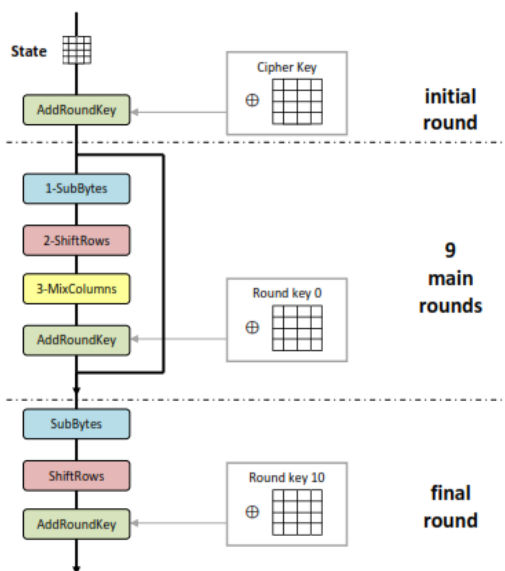 State
Cipher Key
⊕
AddRoundKey
initial
round
1-SubBytes
2-ShiftRows
3-MixColumns
9
main
rounds
Round key 0
⊕
AddRoundKey
SubBytes
ShiftRows
Round key 10
⊕
AddRoundKey
final
round